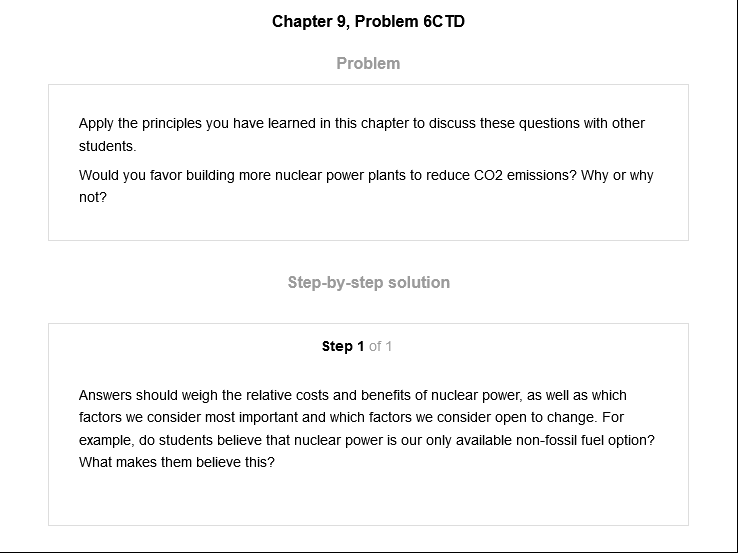 Chapter 9, Problem 6CTD
Problem
Apply the principles you have learned in this chapter to discuss these questions with other
students.
Would you favor building more nuclear power plants to reduce CO2 emissions? Why or why
not?
Step-by-step solution
Step 1 of 1
Answers should weigh the relative costs and benefits of nuclear power, as well as which
factors we consider most important and which factors we consider open to change. For
example, do students believe that nuclear power is our only available non-fossil fuel option?
What makes them believe this?